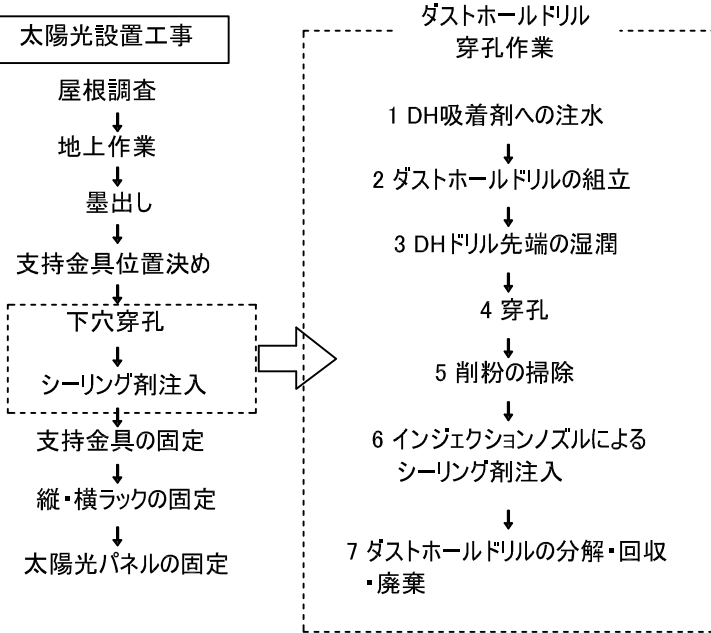 太陽光設置工事
屋根調査
地上作業
墨出し
支持金具位置決め
下穴穿孔
シーリング剤注入
支持金具の固定
縦・横ラックの固定
太陽光パネルの固定
ダストホールドリル
穿孔作業
1 DH吸着剤への注水
2 ダストホールドリルの組立
3 DHドリル先端の湿潤
4 穿孔
5 削粉の掃除
6 インジェクションノズルによる
シーリング剤注入
7 ダストホールドリルの分解・回収
・廃棄